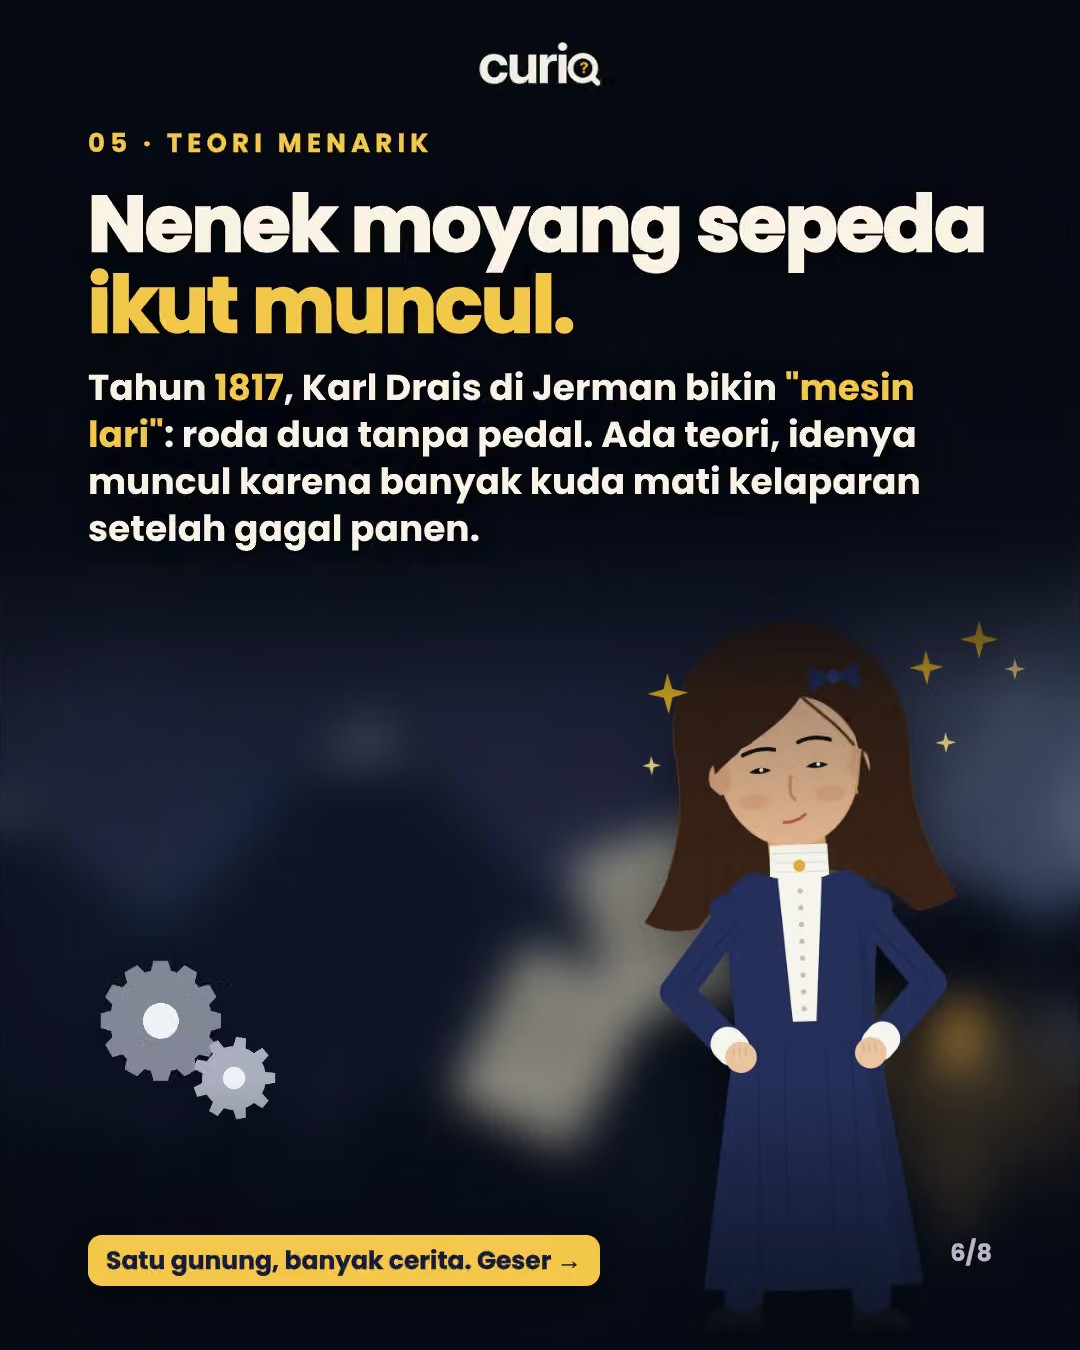 curio
05 · TEORI MENARIK
Nenek moyang sepeda
ikut muncul.
Tahun 1817, Karl Drais di Jerman bikin "mesin
lari": roda dua tanpa pedal. Ada teori, idenya
muncul karena banyak kuda mati kelaparan
setelah gagal panen.
Satu gunung, banyak cerita. Geser →
6/8